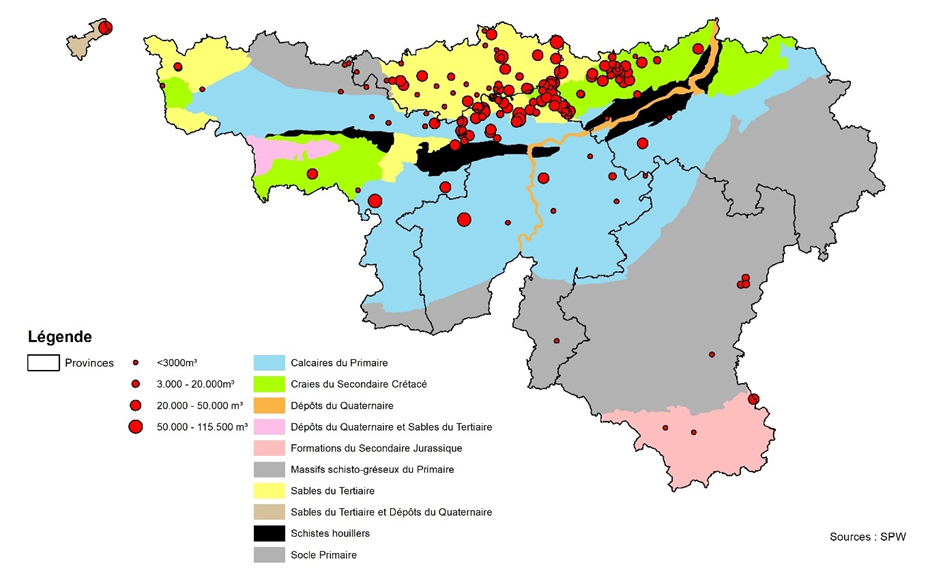 Légende
Provinces
<3000m³
3.000 - 20.000m³
20.000 - 50.000 m³
50.000 - 115.500 m³
Calcaires du Primaire
Craies du Secondaire Crétacé
Dépôts du Quaternaire
Dépôts du Quaternaire et Sables du Tertiaire
Formations du Secondaire Jurassique
Massifs schisto-gréseux du Primaire
Sables du Tertiaire
Sables du Tertiaire et Dépôts du Quaternaire
Schistes houillers
Socle Primaire
Sources : SPW